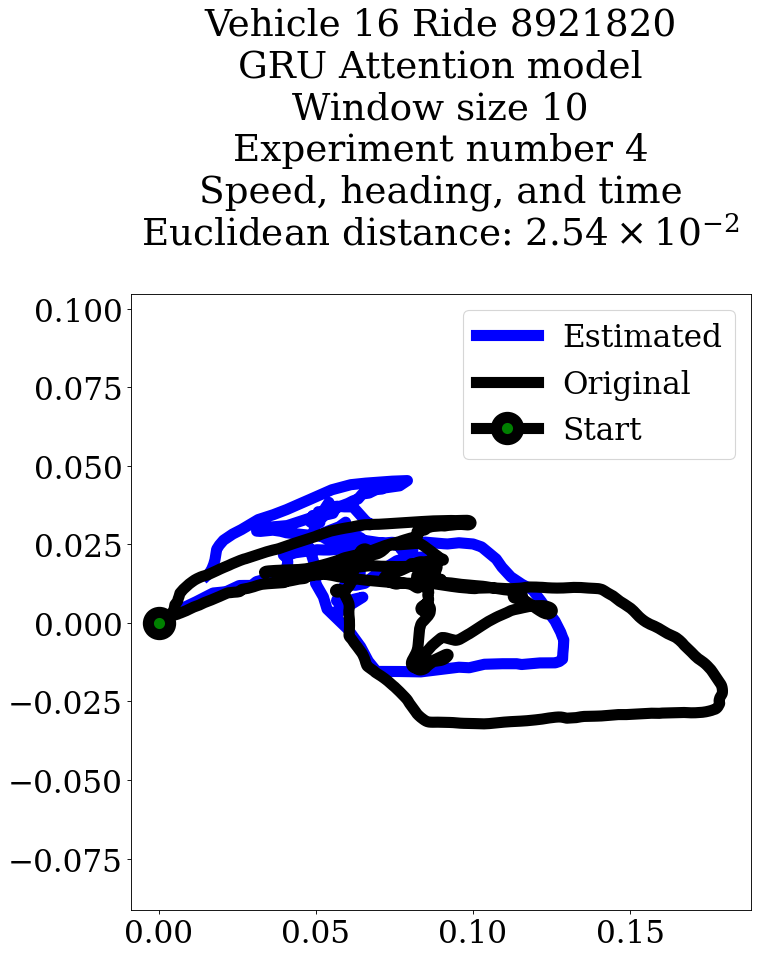 Vehicle 16 Ride 8921820
GRU Attention model
Window size 10
Experiment number 4
Speed, heading, and time
Euclidean distance: 2.54 × 10⁻²
0.100
0.075
0.050
0.025
0.000
−0.025
−0.050
−0.075
Estimated
Original
Start
0.00 0.05 0.10 0.15